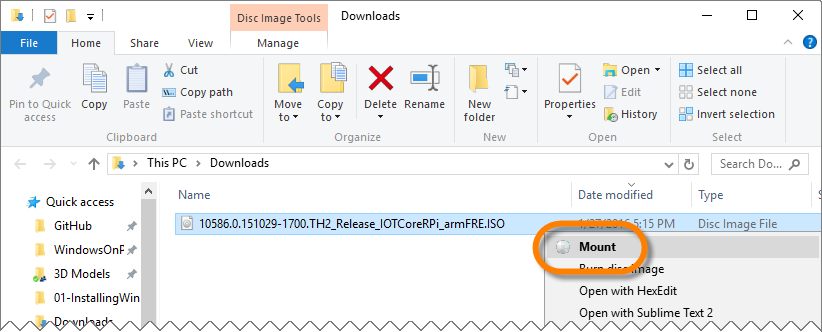 Disc Image Tools Downloads
File Home Share View Manage
Pin to Quick access
Copy
Paste
Cut
Copy path
Paste shortcut
Clipboard
Move to
Copy to
Delete
Rename
Organize
New folder
New
Properties
Open
Edit
History
Open
Select all
Select none
Invert selection
Select
This PC > Downloads
Search Do...
Quick access
GitHub
WindowsOnP
3D Models
01-InstallingWin
Downloads
Name Date modified Type
10586.0.151029-1700.TH2_Release_IOTCoreRPi_armFRE.ISO 1/27/2016 5:15 PM Disc Image File
Mount
Burn disc image
Open with HexEdit
Open with Sublime Text 2